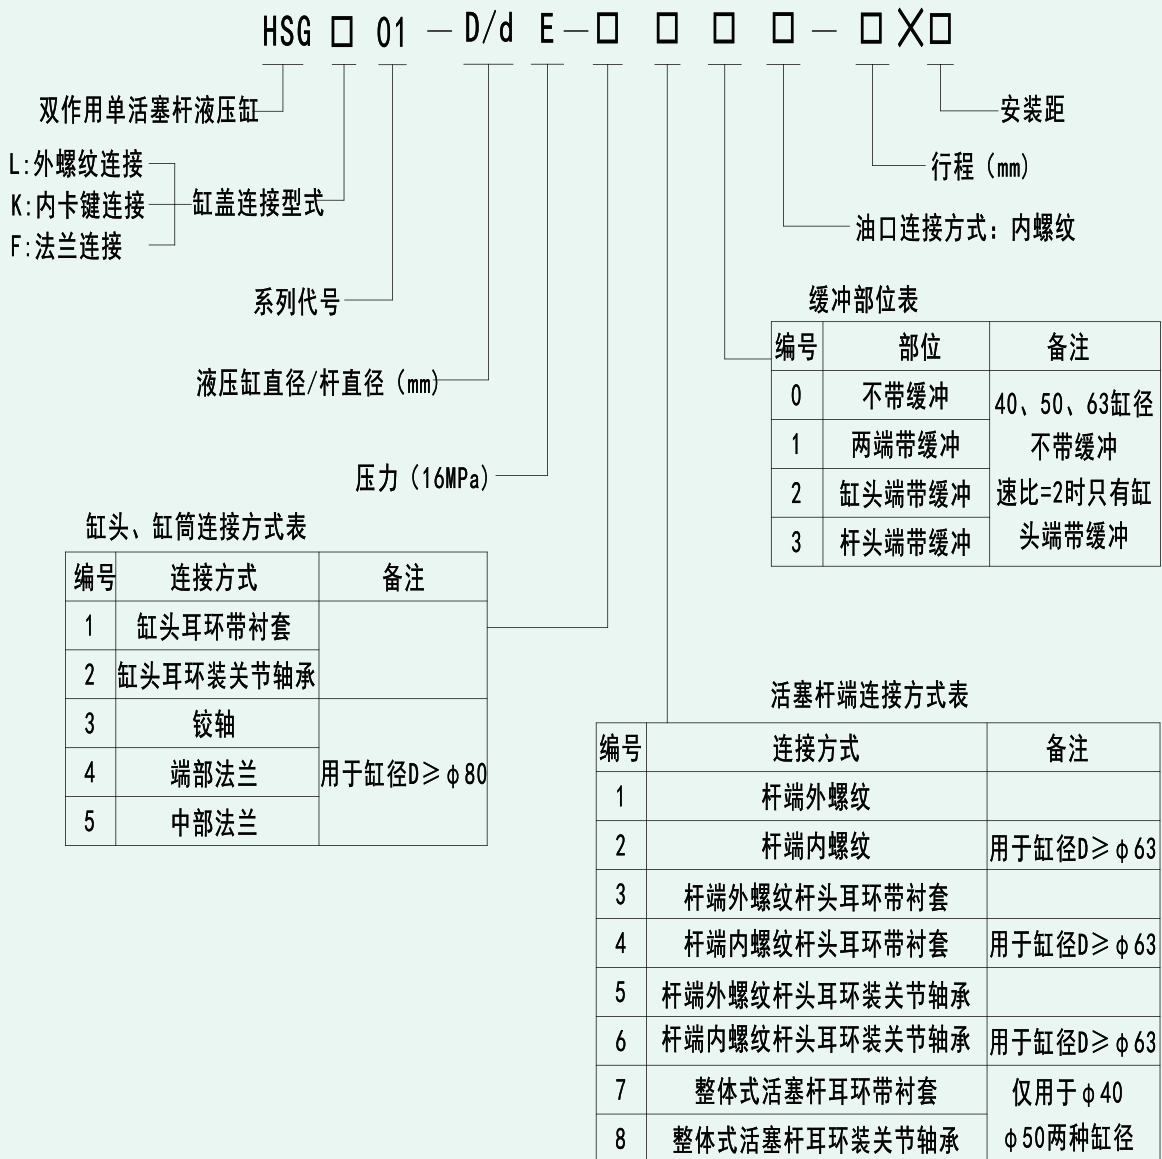 HSG □ 01 — D/d E — □ □ □ □ — □ × □
双作用单活塞杆液压缸
安装距
L:外螺纹连接
K:内卡键连接
F:法兰连接
缸盖连接型式
行程（mm）
油口连接方式：内螺纹
系列代号
液压缸直径/杆直径（mm）
压力（16MPa）
缓冲部位表
编号 部位 备注
0 不带缓冲
1 两端带缓冲
2 缸头端带缓冲
3 杆头端带缓冲
40、50、63缸径
不带缓冲
速比=2时只有缸
头端带缓冲
缸头、缸筒连接方式表
编号 连接方式 备注
1 缸头耳环带衬套
2 缸头耳环装关节轴承
3 铰轴
4 端部法兰 用于缸径D≥φ80
5 中部法兰
活塞杆端连接方式表
编号 连接方式 备注
1 杆端外螺纹
2 杆端内螺纹 用于缸径D≥φ63
3 杆端外螺纹杆头耳环带衬套
4 杆端内螺纹杆头耳环带衬套 用于缸径D≥φ63
5 杆端外螺纹杆头耳环装关节轴承
6 杆端内螺纹杆头耳环装关节轴承 用于缸径D≥φ63
7 整体式活塞杆耳环带衬套 仅用于φ40
8 整体式活塞杆耳环装关节轴承 φ50两种缸径